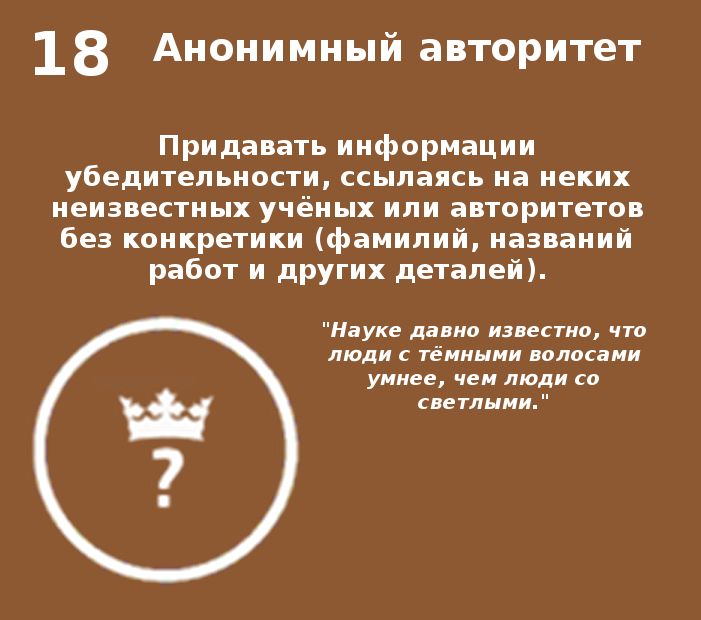 18 Анонимный авторитет
Придавать информации
убедительности, ссылаясь на неких
неизвестных учёных или авторитетов
без конкретики (фамилий, названий
работ и других деталей).
"Науке давно известно, что
люди с тёмными волосами
умнее, чем люди со
светлыми."
?